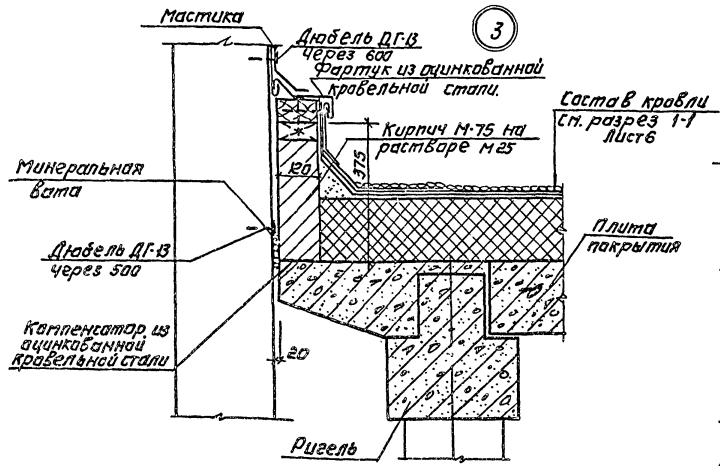 Мастика
3
Дюбель ДГ-13
через 600
Фартук из оцинкованной
кровельной стали.
Состав кровли
см. разрез 1-1
Лист 6
Кирпич М-75 на
растворе М25
120
375
Минеральная
вата
Плита
покрытия
Дюбель ДГ-13
через 500
Компенсатор из
оцинкованной
кровельной стали
20
Ригель